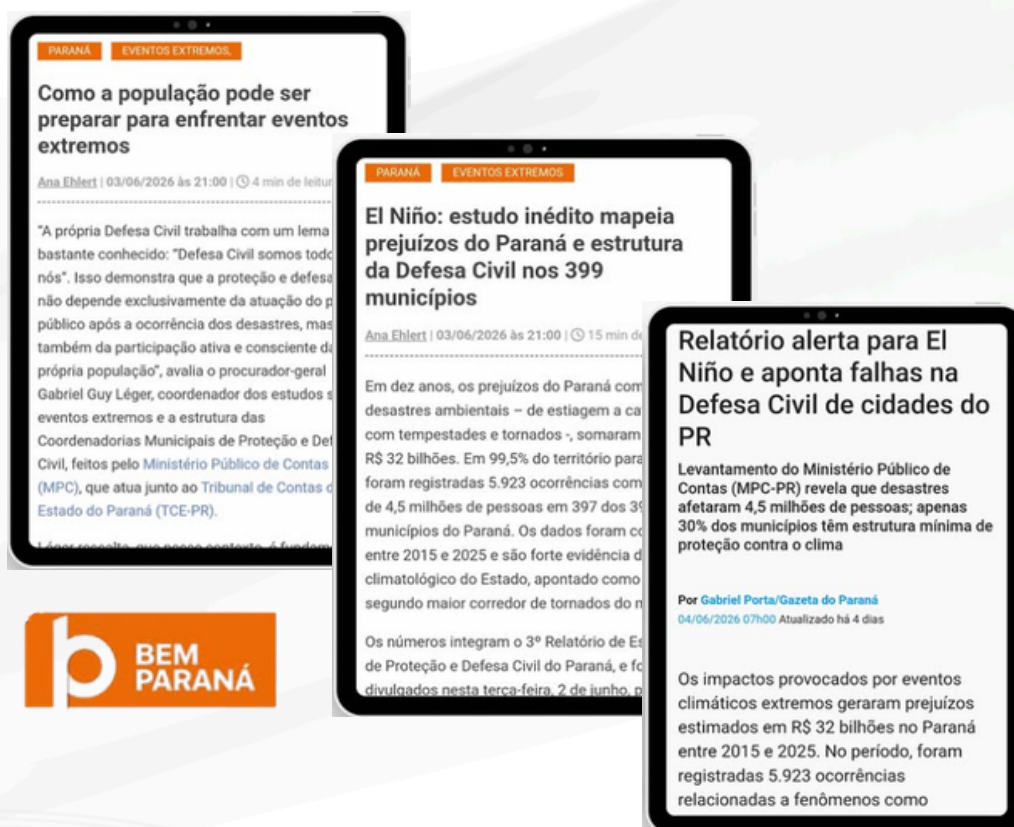 PARANÁ EVENTOS EXTREMOS,
Como a população pode ser
preparar para enfrentar eventos
extremos
Ana Ehlert | 03/06/2026 às 21:00 | 4 min de
"A própria Defesa Civil trabalha com um lema
bastante conhecido: "Defesa Civil somos
nós". Isso demonstra que a proteção e defesa
não depende exclusivamente da atuação do
público após a ocorrência dos desastres, mas
também da participação ativa e consciente
própria população", avalia o procurador-geral
Gabriel Guy Léger, coordenador dos estudos
eventos extremos e a estrutura das
Coordenadorias Municipais de Proteção e
Civil, feitos pelo Ministério Público de Contas
(MPC), que atua junto ao Tribunal de Contas
Estado do Paraná (TCE-PR).
PARANÁ EVENTOS EXTREMOS
El Niño: estudo inédito mapeia
prejuízos do Paraná e estrutura
da Defesa Civil nos 399
municípios
Ana Ehlert | 03/06/2026 às 21:00 | 15 min
Em dez anos, os prejuízos do Paraná com
desastres ambientais – de estiagem a
com tempestades e tornados -, somaram
R$ 32 bilhões. Em 99,5% do território
foram registradas 5.923 ocorrências com
de 4,5 milhões de pessoas em 397 dos
municípios do Paraná. Os dados foram
entre 2015 e 2025 e são forte evidência
climatológico do Estado, apontado como
segundo maior corredor de tornados do
Os números integram o 3º Relatório de
de Proteção e Defesa Civil do Paraná, e
divulgados nesta terça-feira, 2 de junho,
Relatório alerta para El
Niño e aponta falhas na
Defesa Civil de cidades do
PR
Levantamento do Ministério Público de
Contas (MPC-PR) revela que desastres
afetaram 4,5 milhões de pessoas; apenas
30% dos municípios têm estrutura mínima de
proteção contra o clima
Por Gabriel Porta/Gazeta do Paraná
04/06/2026 07h00 Atualizado há 4 dias
Os impactos provocados por eventos
climáticos extremos geraram prejuízos
estimados em R$ 32 bilhões no Paraná
entre 2015 e 2025. No período, foram
registradas 5.923 ocorrências
relacionadas a fenômenos como
b BEM
PARANÁ